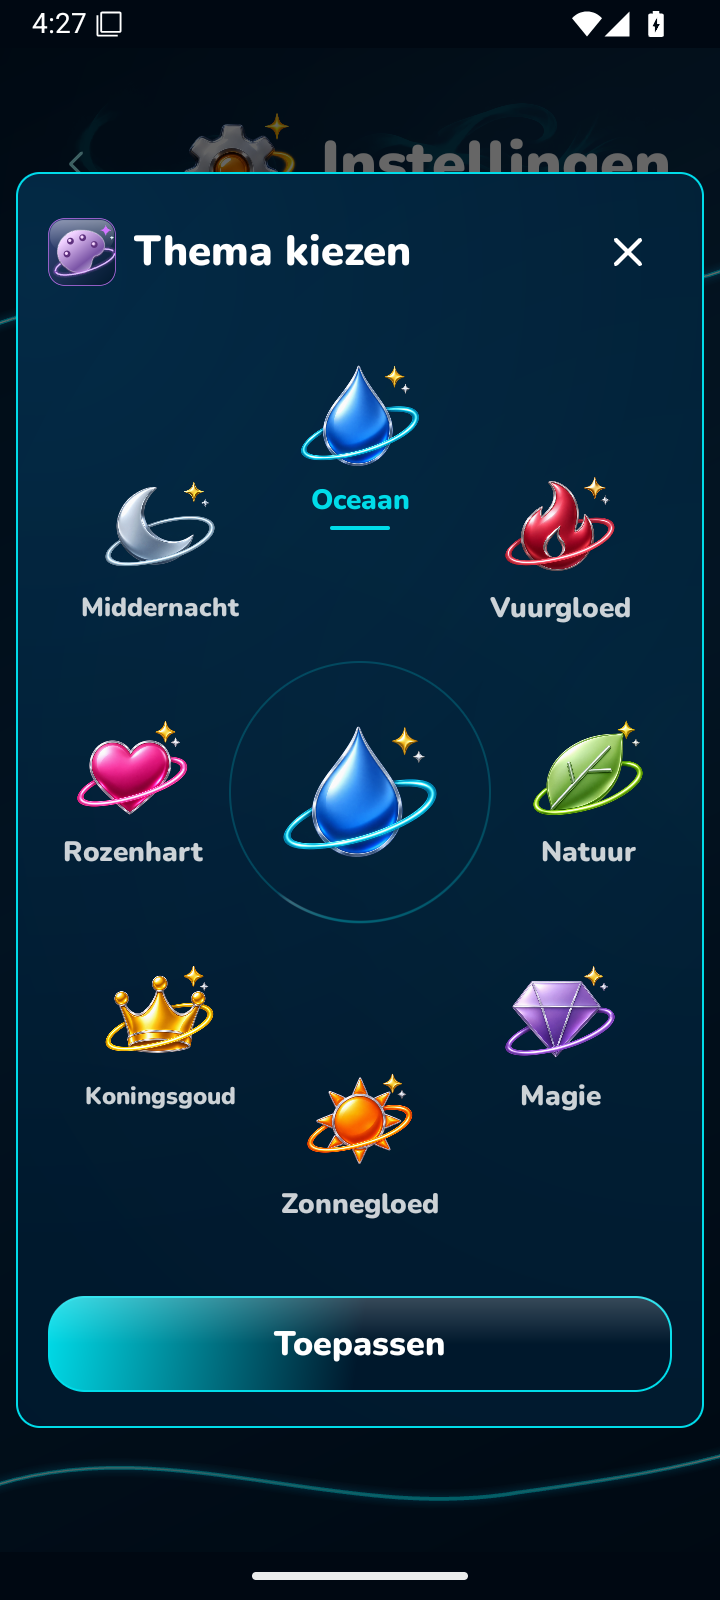 4:27
Instellingen
Thema kiezen
Oceaan
Middernacht
Vuurgloed
Rozenhart
Natuur
Koningsgoud
Magie
Zonnegloed
Toepassen